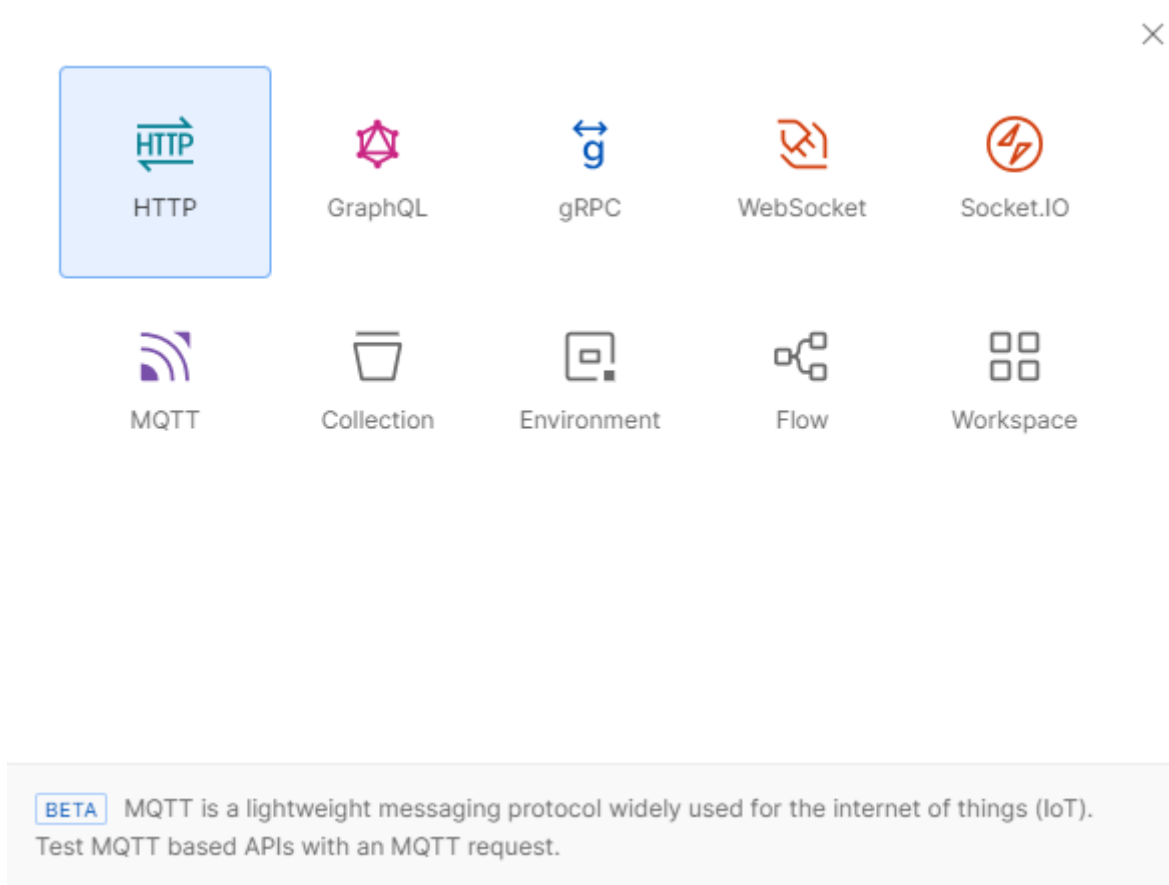 HTTP
HTTP GraphQL gRPC WebSocket Socket.IO
MQTT Collection Environment Flow Workspace
BETA MQTT is a lightweight messaging protocol widely used for the internet of things (IoT).
Test MQTT based APIs with an MQTT request.